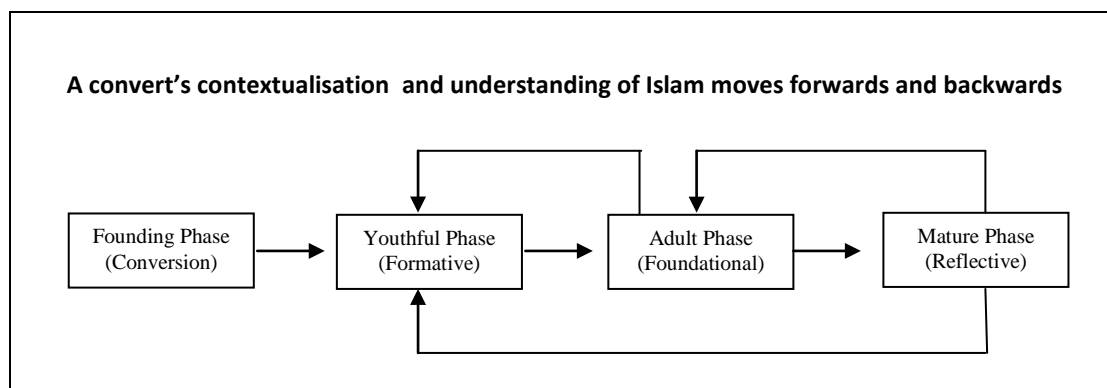 A convert's contextualisation and understanding of Islam moves forwards and backwards
Founding Phase
(Conversion)
Youthful Phase
(Formative)
Adult Phase
(Foundational)
Mature Phase
(Reflective)